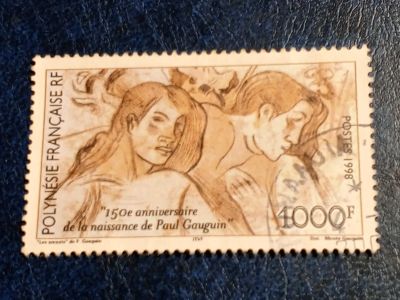 POLYNÉSIE FRANÇAISE RF
POSTES 1998
"150e anniversaire
de la naissance de Paul Gauguin"
1000F
"Les amants" de P. Gauguin